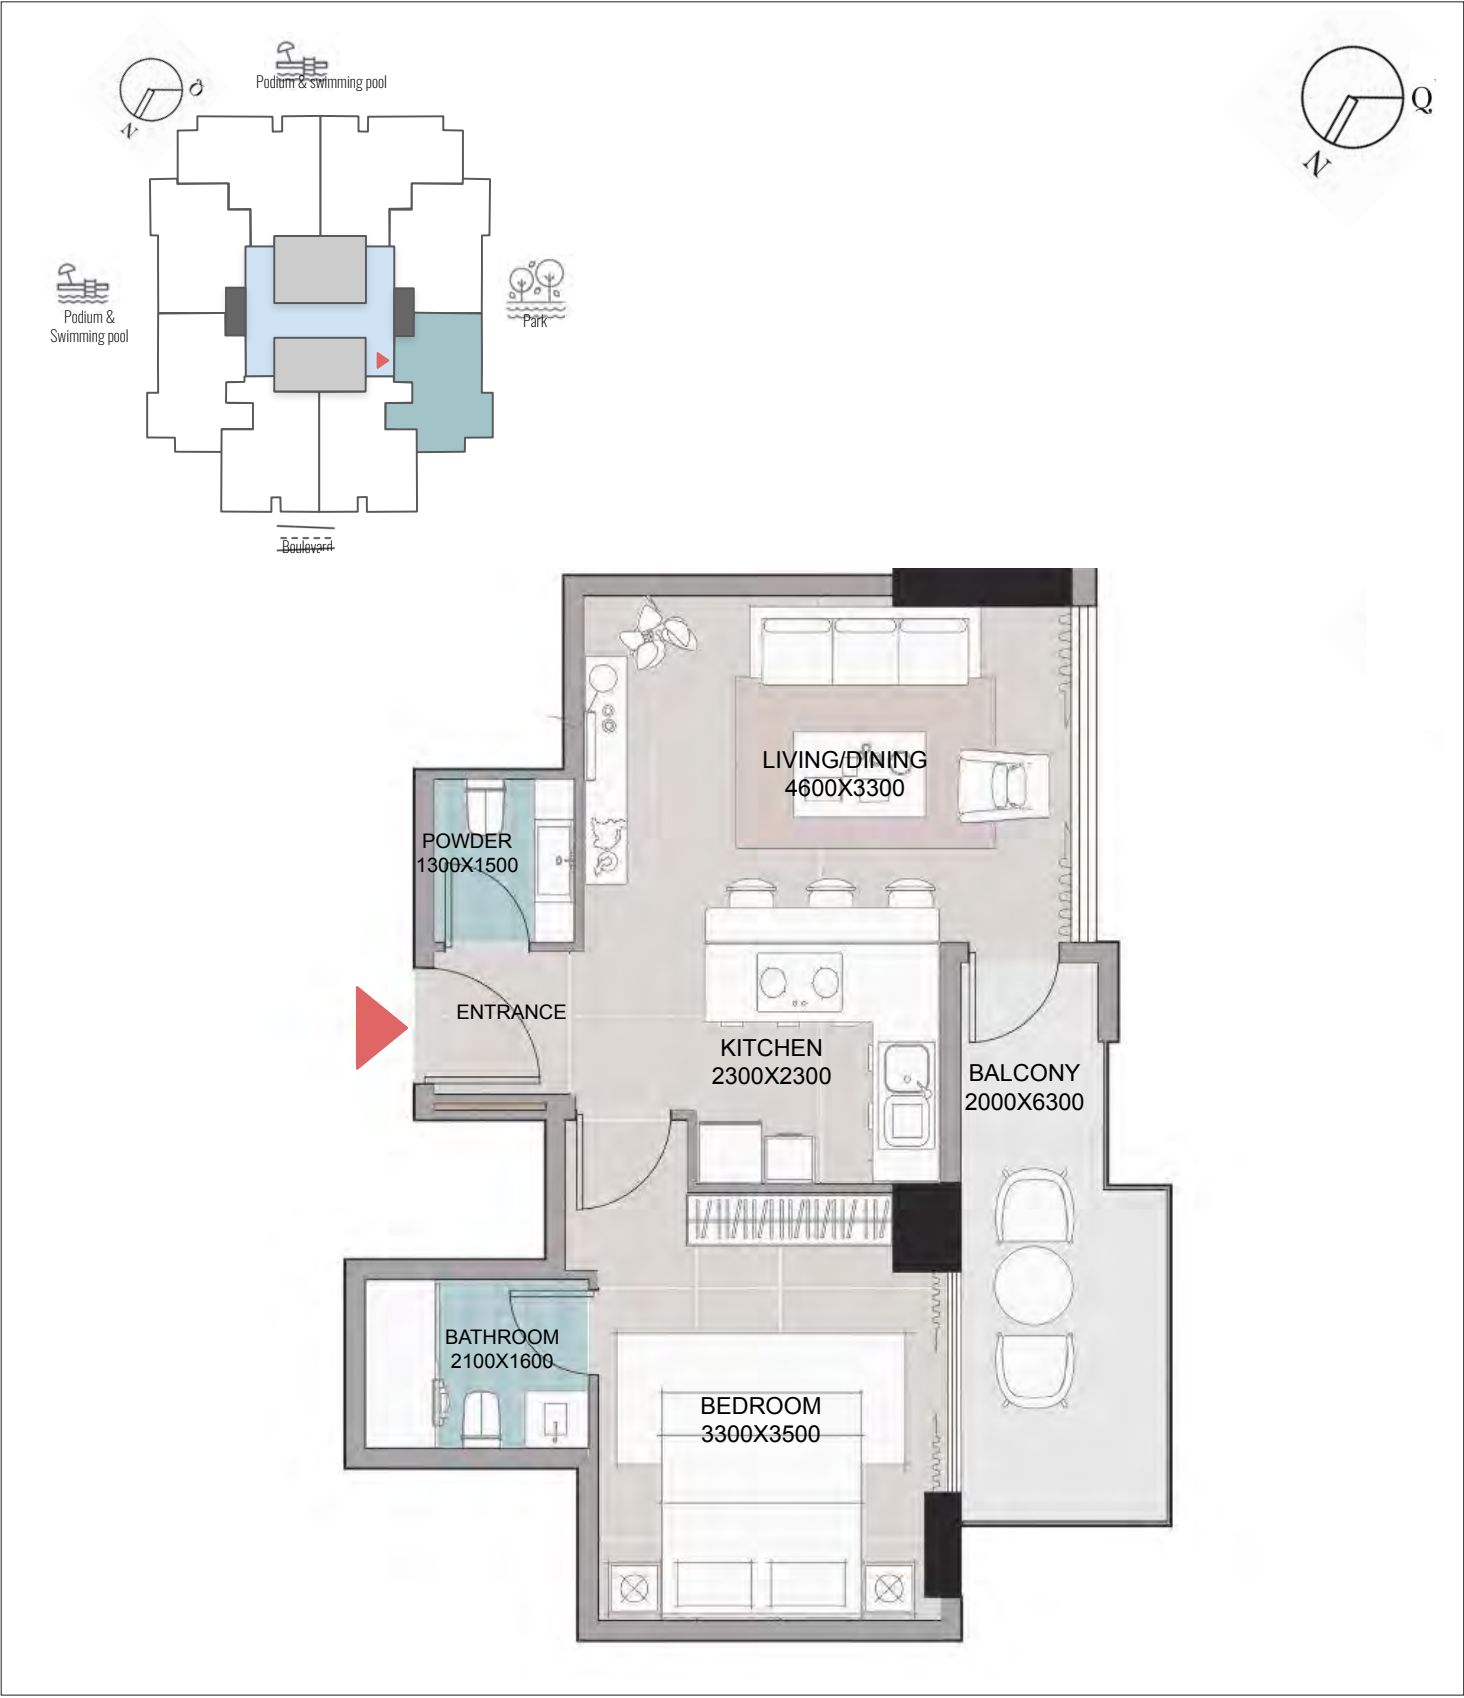 Podium & swimming pool
Q
N
Q
N
Podium &
Swimming pool
Park
Boulevard
LIVING/DINING
4600X3300
POWDER
1300X1500
ENTRANCE
KITCHEN
2300X2300
BALCONY
2000X6300
BATHROOM
2100X1600
BEDROOM
3300X3500